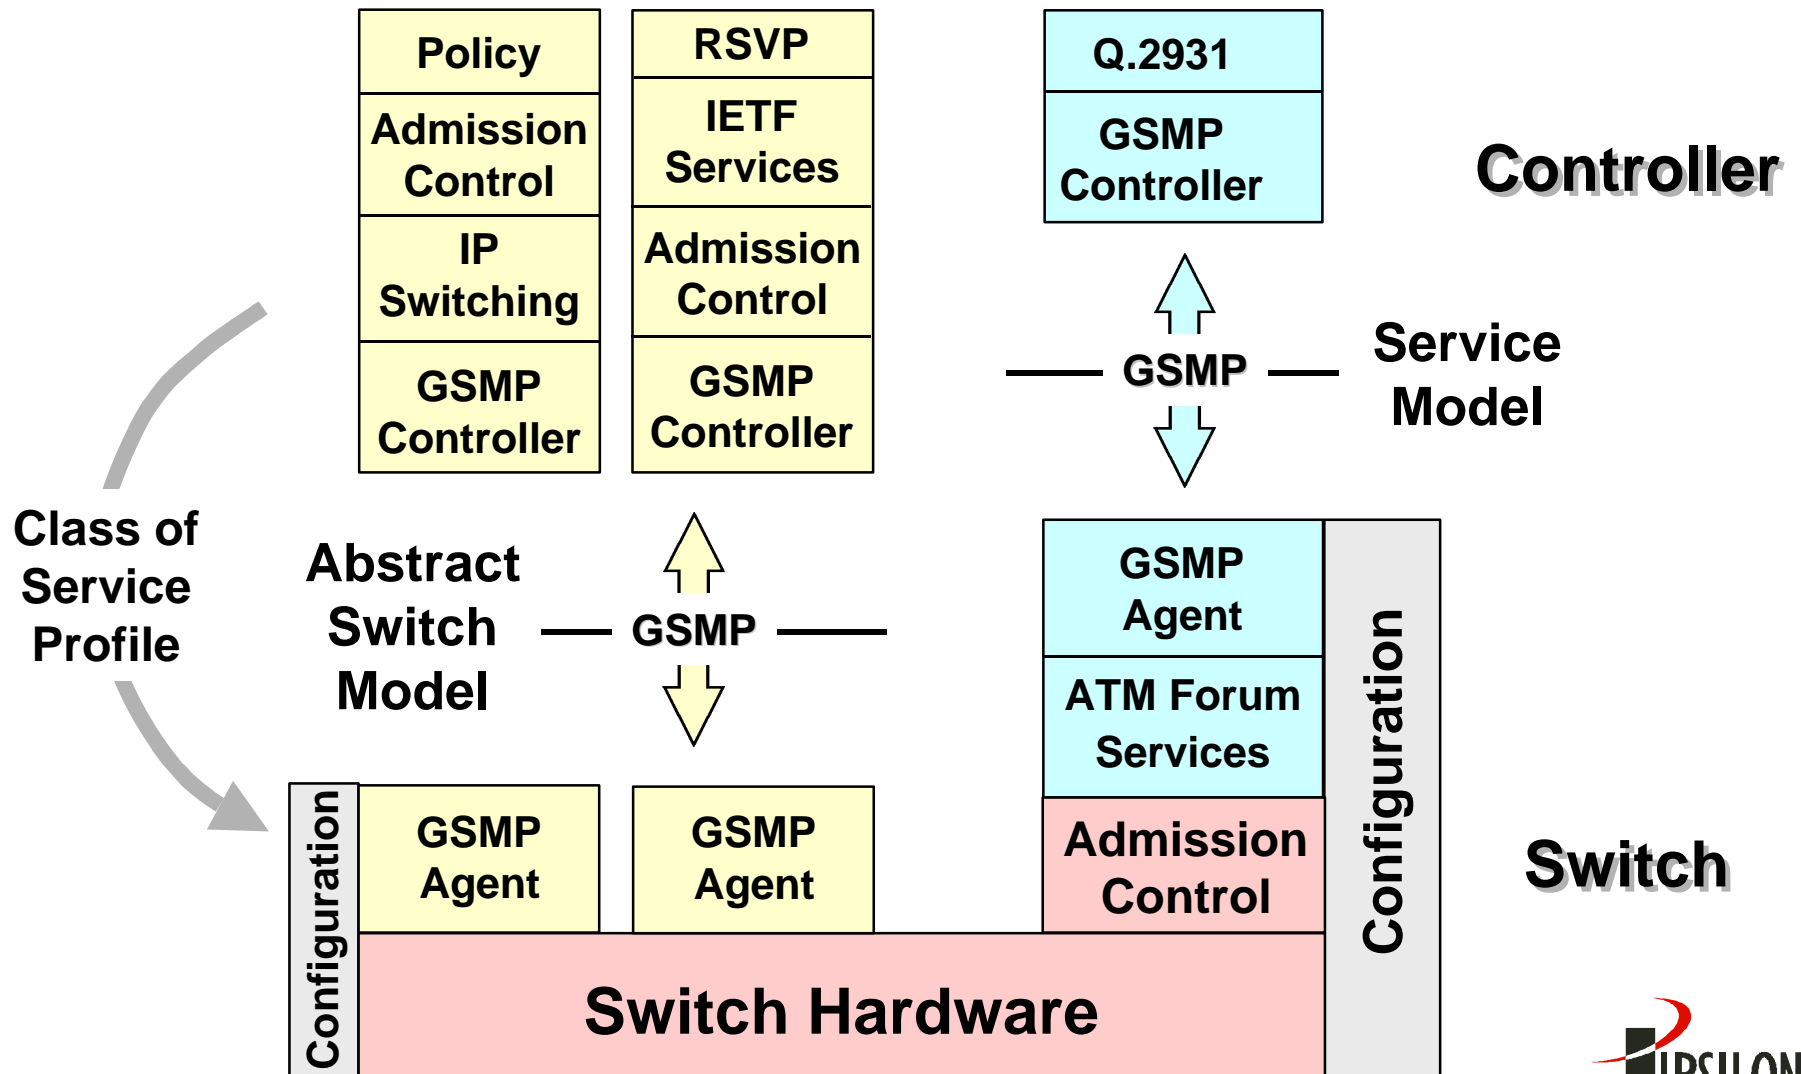 Policy
Admission
Control
IP
Switching
GSMP
Controller
RSVP
IETF
Services
Admission
Control
GSMP
Controller
Q.2931
GSMP
Controller
Controller
GSMP
Service
Model
Class of
Service
Profile
Abstract
Switch
Model
GSMP
GSMP
Agent
ATM Forum
Services
Admission
Control
Configuration
Configuration
GSMP
Agent
GSMP
Agent
Switch
Switch Hardware
IPSILON